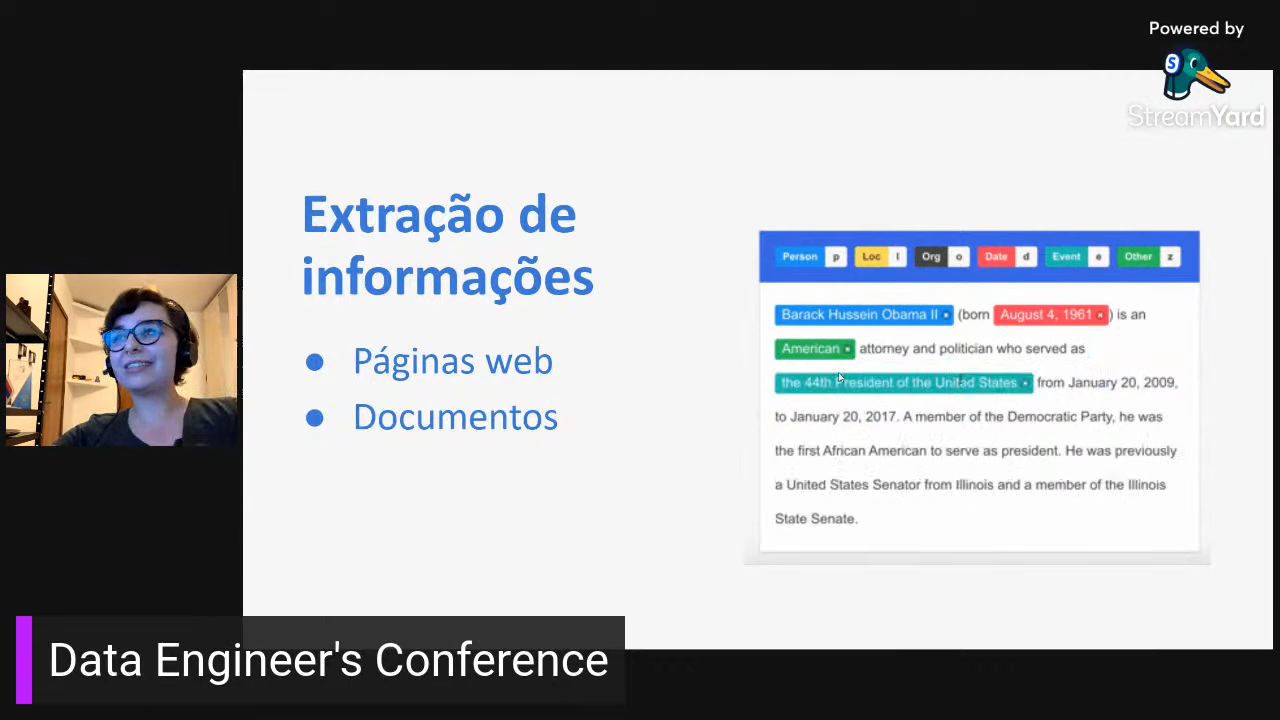 Powered by
StreamYard
Extração de
informações
● Páginas web
● Documentos
Person p Loc l Org o Date d Event e Other z
Barack Hussein Obama II (born August 4, 1961) is an
American attorney and politician who served as
the 44th President of the United States from January 20, 2009,
to January 20, 2017. A member of the Democratic Party, he was
the first African American to serve as president. He was previously
a United States Senator from Illinois and a member of the Illinois
State Senate.
Data Engineer's Conference